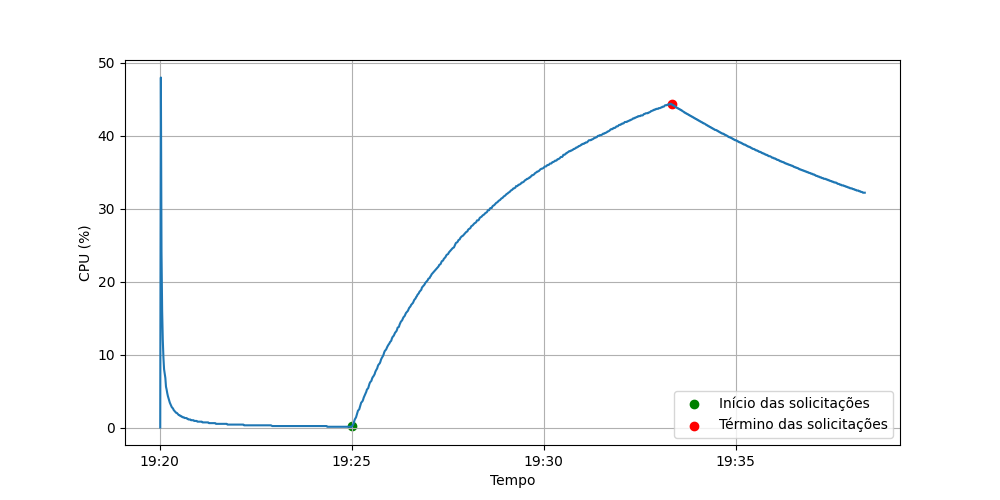 50
40
30
20
10
0
CPU (%)
19:20
19:25
19:30
19:35
Tempo
Início das solicitações
Término das solicitações